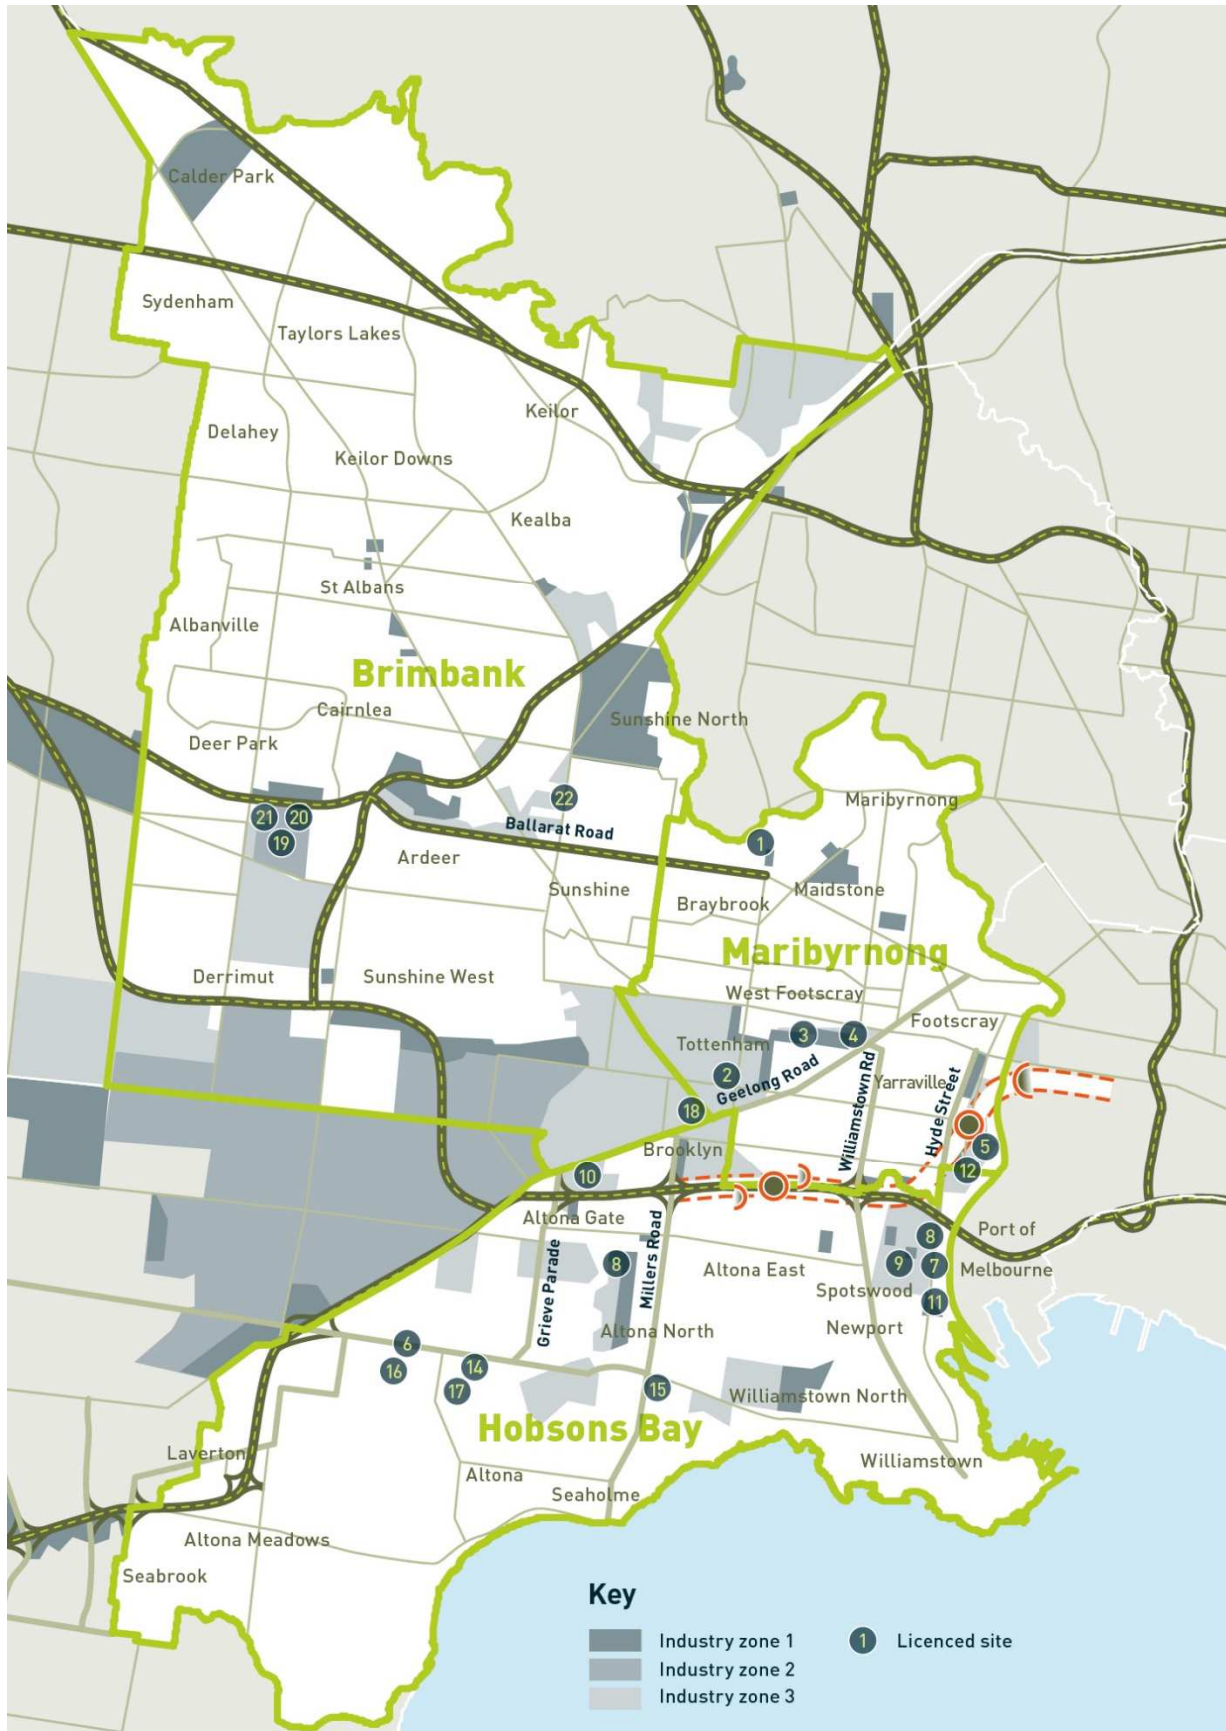 Calder Park
Sydenham
Taylors Lakes
Keilor
Delahey
Keilor Downs
Kealba
St Albans
Albanville
Brimbank
Cairnlea
Sunshine North
Deer Park
Maribyrnong
22
21
20
Ballarat Road
19
1
Ardeer
Sunshine
Maidstone
Braybrook
Maribyrnong
Derrimut
Sunshine West
West Footscray
Footscray
Tottenham
3
4
2
Geelong Road
Williamstown Rd
Yarraville
Hyde Street
18
Brooklyn
5
12
10
Altona Gate
Port of
Melbourne
8
Grieve Parade
8
Millers Road
Altona East
9
7
Spotswood
11
Altona North
Newport
6
16
14
17
15
Williamstown North
Hobsons Bay
Laverton
Altona
Williamstown
Seaholme
Altona Meadows
Seabrook
Key
Industry zone 1
1 Licenced site
Industry zone 2
Industry zone 3